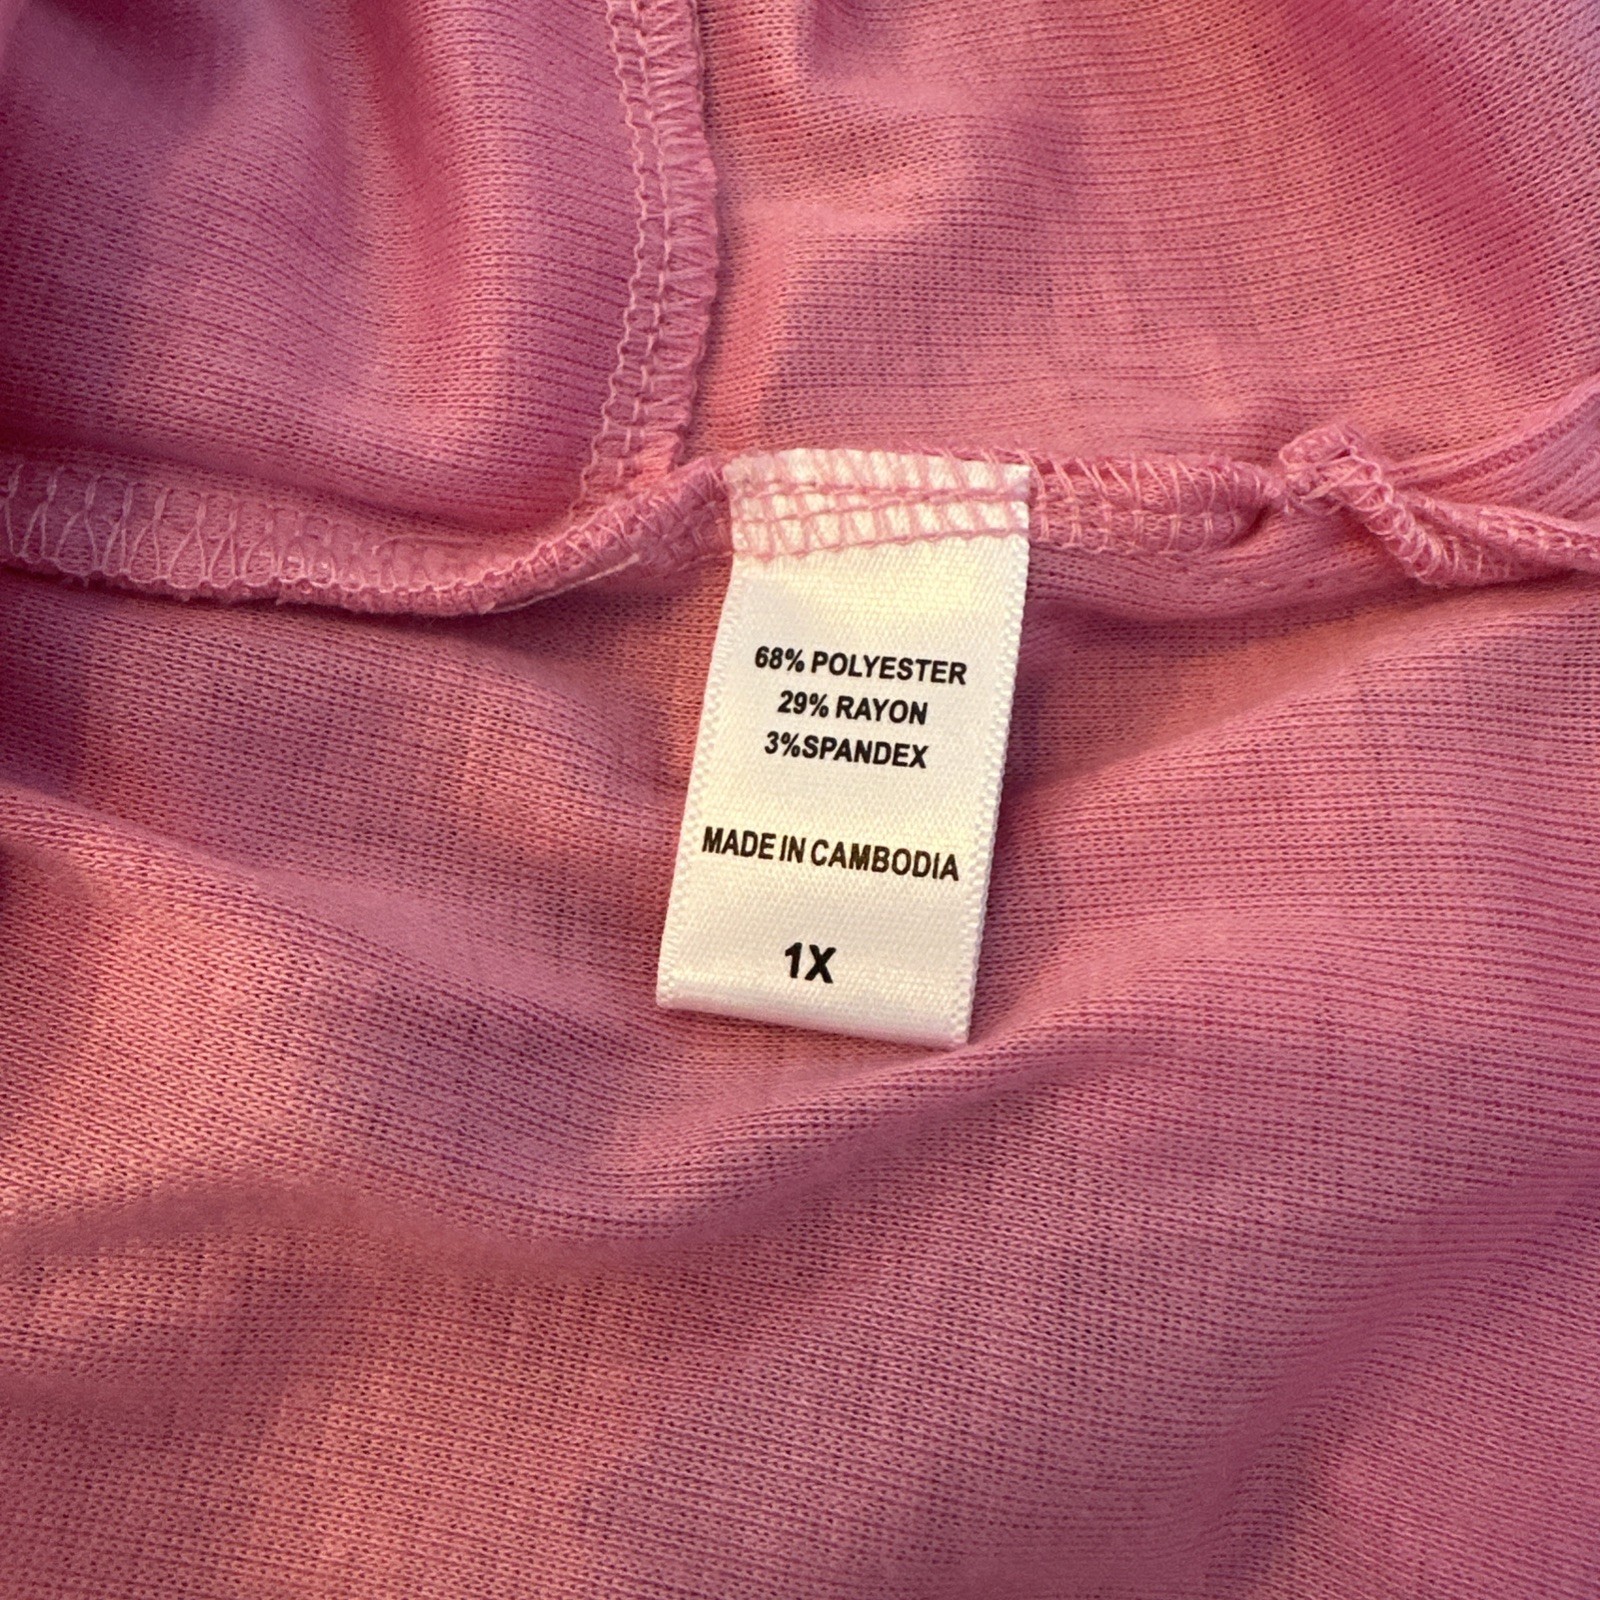 68% POLYESTER
29% RAYON
3%SPANDEX
MADE IN CAMBODIA
1X